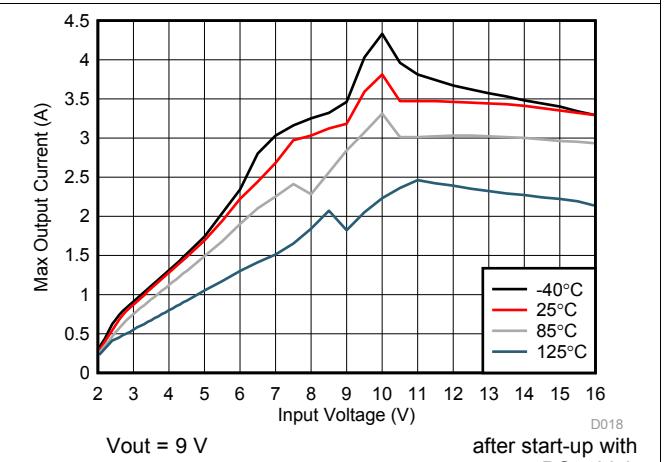 4.5
4
3.5
3
2.5
2
1.5
1
0.5
0
Max Output Current (A)
-40°C
25°C
85°C
125°C
2 3 4 5 6 7 8 9 10 11 12 13 14 15 16
Input Voltage (V)
D018
Vout = 9 V
after start-up with